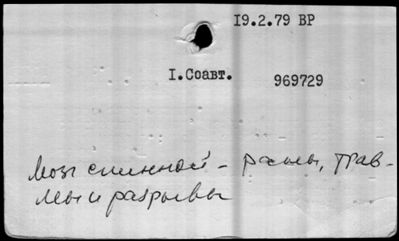 19.2.79 ВР
I.Соавт.
969729
Мозг спинной - раны, трав-
мы и разрывы